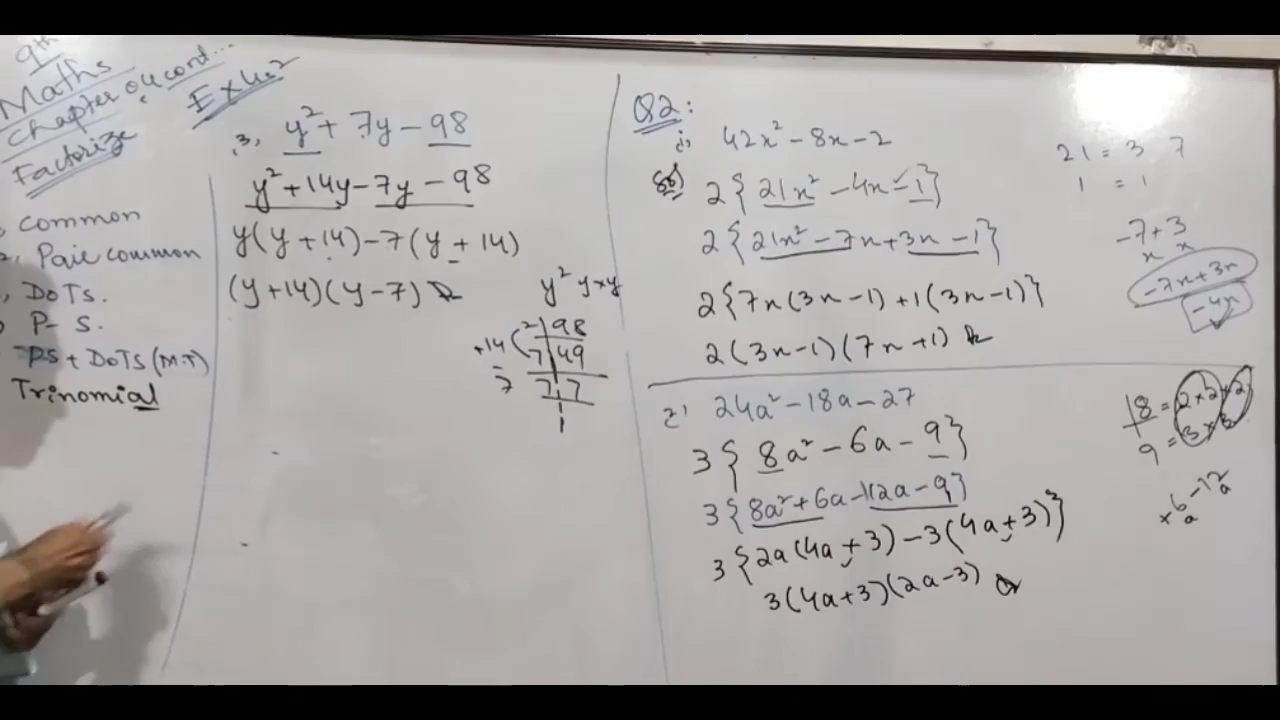 9th
Maths
Chapter 04 cord...
Ex 4.2
Factorize
common
2, Pair common
, DoTs.
P- S.
PS + DoTS (M.T)
Trinomial
3, y² + 7y - 98
y² + 14y - 7y - 98
y(y + 14) - 7(y + 14)
(y + 14)(y - 7)
y² y×y
2 | 98
+14 7 | 49
- 7 7 | 7
1
Q2:
i) 42x² - 8x - 2
Sol)
2{21x² - 4x - 1}
2{21x² - 7x + 3x - 1}
2{7x(3x - 1) + 1(3x - 1)}
2(3x - 1)(7x + 1)
21 = 3 7
1 = 1
-7 + 3
x x
-7x + 3x
-4x
2) 24a² - 18a - 27
3{8a² - 6a - 9}
3{8a² + 6a - 12a - 9}
3{2a(4a + 3) - 3(4a + 3)}
3(4a + 3)(2a - 3)
18 = 2 × 2 × 2
9 = 3 × 3
+6 - 12
a a